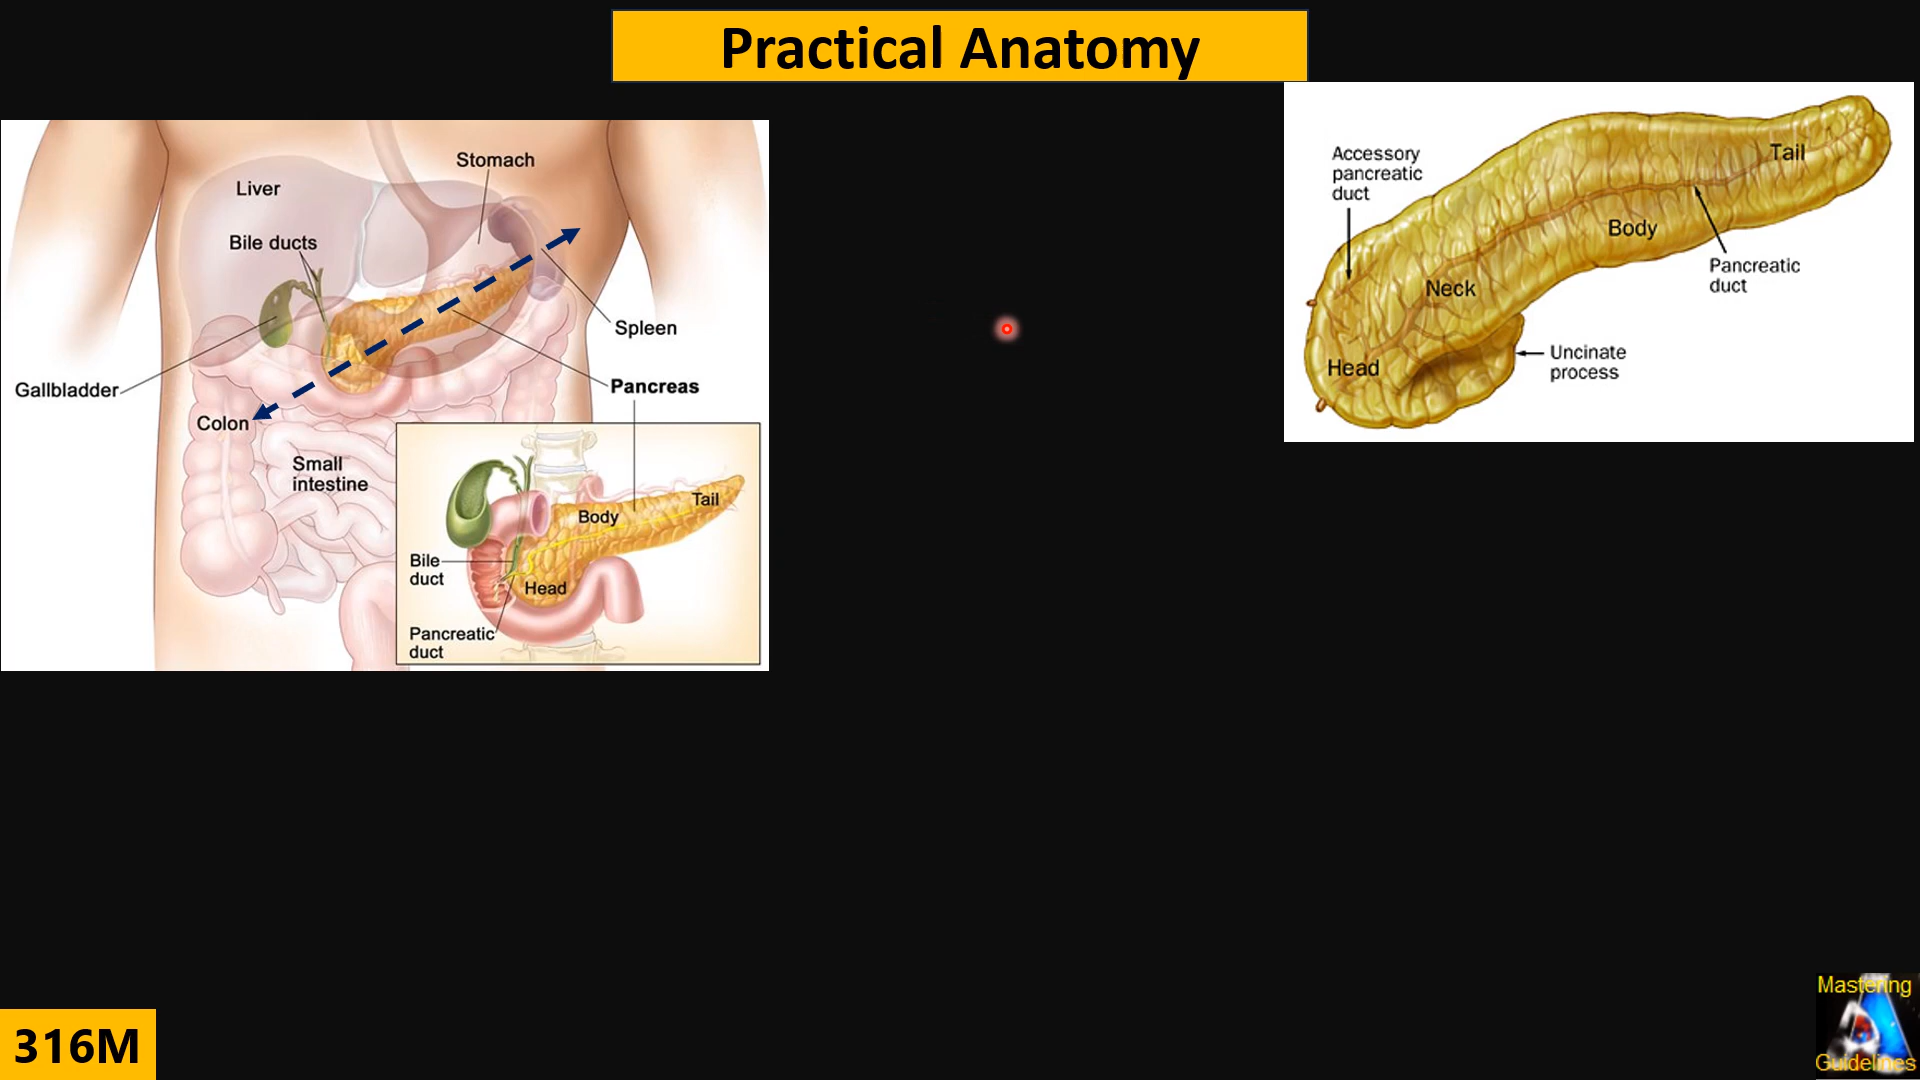 Practical Anatomy
Stomach
Liver
Bile ducts
Spleen
Pancreas
Gallbladder
Colon
Small
intestine
Tail
Body
Bile
duct
Head
Pancreatic
duct
Accessory
pancreatic
duct
Tail
Body
Pancreatic
duct
Neck
Uncinate
process
Head
316M
Mastering
Guidelines